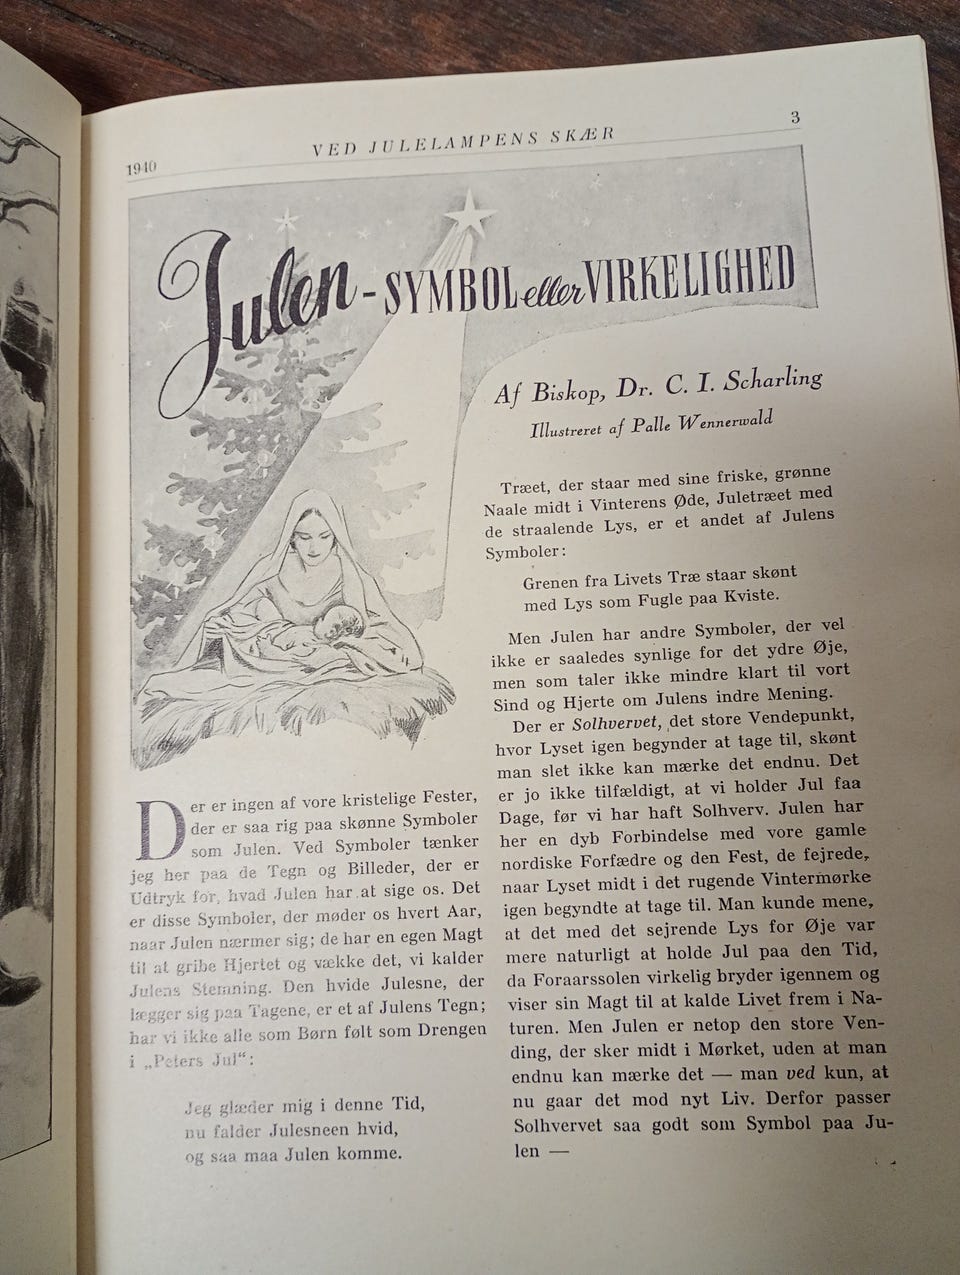 1940
VED JULELAMPENS SKÆR
3
Julen - SYMBOL eller VIRKELIGHED
Af Biskop, Dr. C. I. Scharling
Illustreret af Palle Wennerwald
Der er ingen af vore kristelige Fester,
der er saa rig paa skønne Symboler
som Julen. Ved Symboler tænker
jeg her paa de Tegn og Billeder, der er
Udtryk for, hvad Julen har at sige os. Det
er disse Symboler, der møder os hvert Aar,
naar Julen nærmer sig; de har en egen Magt
til at gribe Hjertet og vække det, vi kalder
Julens Stemning. Den hvide Julesne, der
lægger sig paa Tagene, er et af Julens Tegn;
har vi ikke alle som Børn følt som Drengen
i „Peters Jul“:
Jeg glæder mig i denne Tid,
nu falder Julesneen hvid,
og saa maa Julen komme.
Træet, der staar med sine friske, grønne
Naale midt i Vinterens Øde, Juletræet med
de straalende Lys, er et andet af Julens
Symboler:
Grenen fra Livets Træ staar skønt
med Lys som Fugle paa Kviste.
Men Julen har andre Symboler, der vel
ikke er saaledes synlige for det ydre Øje,
men som taler ikke mindre klart til vort
Sind og Hjerte om Julens indre Mening.
Der er Solhvervet, det store Vendepunkt,
hvor Lyset igen begynder at tage til, skønt
man slet ikke kan mærke det endnu. Det
er jo ikke tilfældigt, at vi holder Jul faa
Dage, før vi har haft Solhverv. Julen har
her en dyb Forbindelse med vore gamle
nordiske Forfædre og den Fest, de fejrede,
naar Lyset midt i det rugende Vintermørke
igen begyndte at tage til. Man kunde mene,
at det med det sejrende Lys for Øje var
mere naturligt at holde Jul paa den Tid,
da Foraarssolen virkelig bryder igennem og
viser sin Magt til at kalde Livet frem i Na-
turen. Men Julen er netop den store Ven-
ding, der sker midt i Mørket, uden at man
endnu kan mærke det — man ved kun, at
nu gaar det mod nyt Liv. Derfor passer
Solhvervet saa godt som Symbol paa Ju-
len —